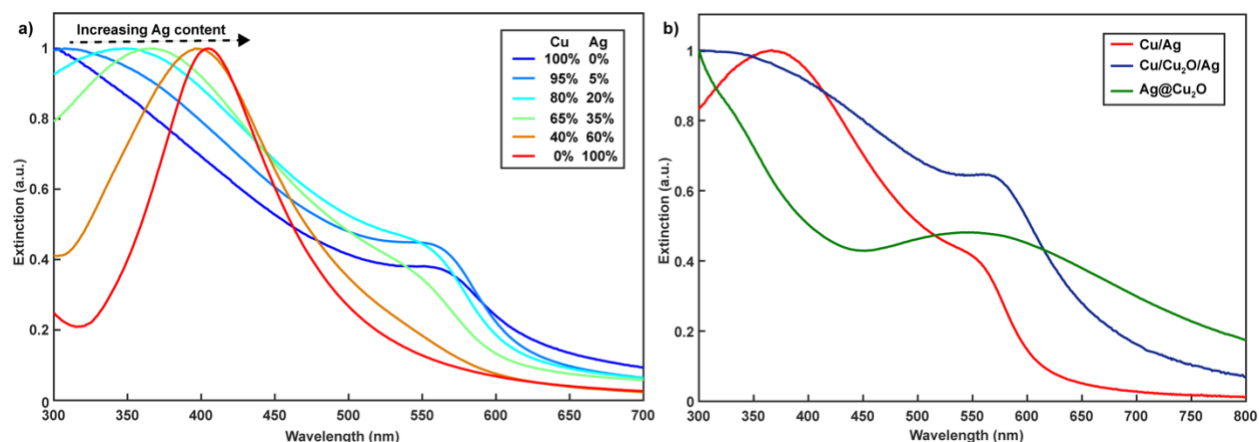 a)
Increasing Ag content
Cu Ag
100% 0%
95% 5%
80% 20%
65% 35%
40% 60%
0% 100%
Extinction (a.u.)
1
0.8
0.6
0.4
0.2
0
300 350 400 450 500 550 600 650 700
Wavelength (nm)
b)
Cu/Ag
Cu/Cu₂O/Ag
Ag@Cu₂O
Extinction (a.u.)
1
0.8
0.6
0.4
0.2
0
300 350 400 450 500 550 600 650 700 750 800
Wavelength (nm)